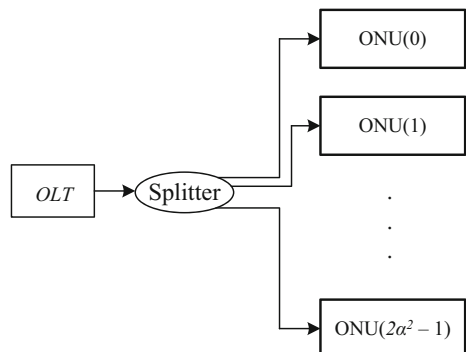 ONU(0)
ONU(1)
OLT
Splitter
.
.
.
ONU(2α² – 1)